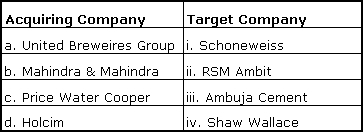 Acquiring Company Target Company
a. United Breweires Group i. Schoneweiss
b. Mahindra & Mahindra ii. RSM Ambit
c. Price Water Cooper iii. Ambuja Cement
d. Holcim iv. Shaw Wallace